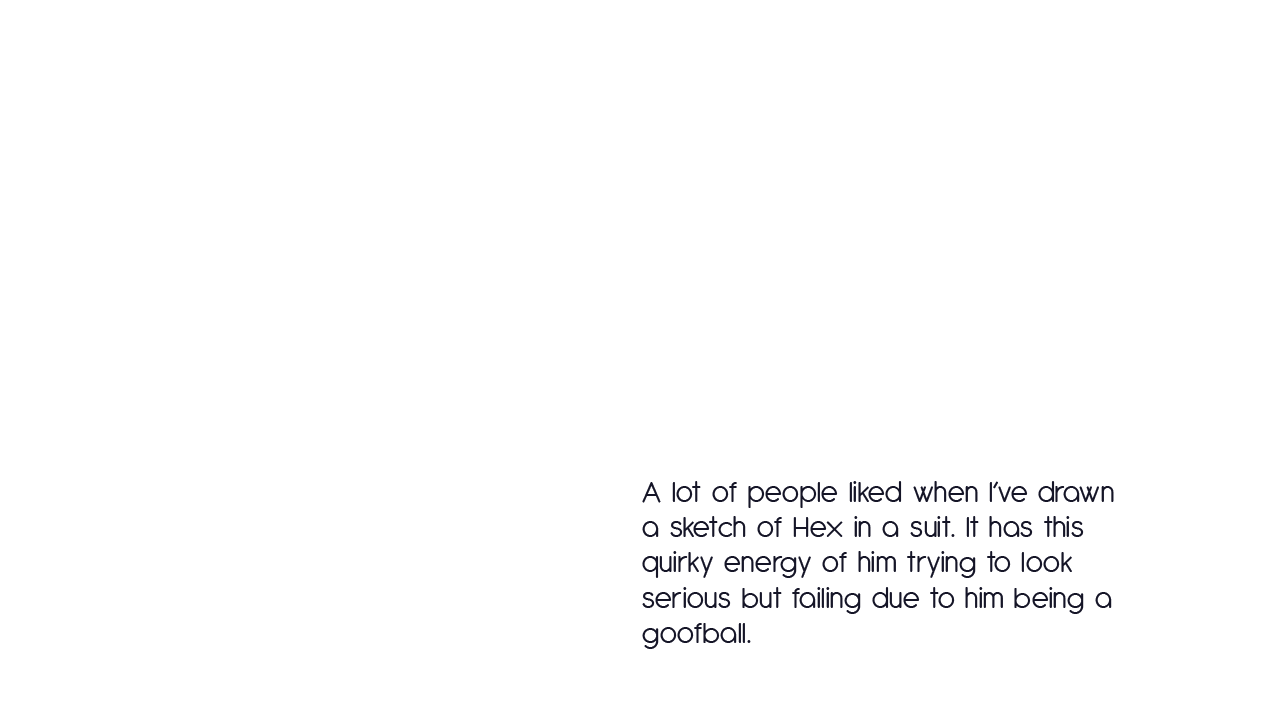 A lot of people liked when I've drawn
a sketch of Hex in a suit. It has this
quirky energy of him trying to look
serious but failing due to him being a
goofball.